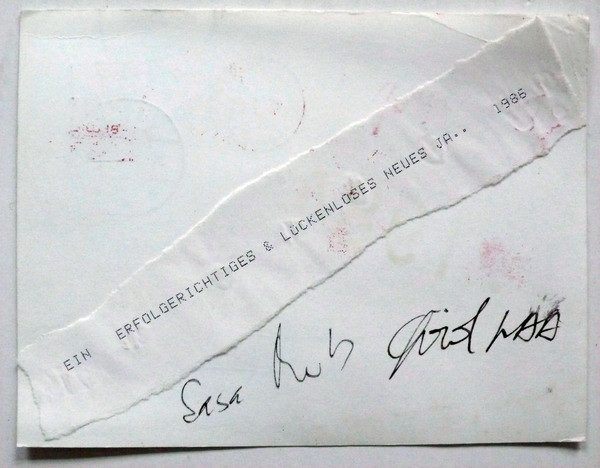 EIN ERFOLGERICHTIGES & LÜCKENLOSES NEUES JA.. 1986
Sasa